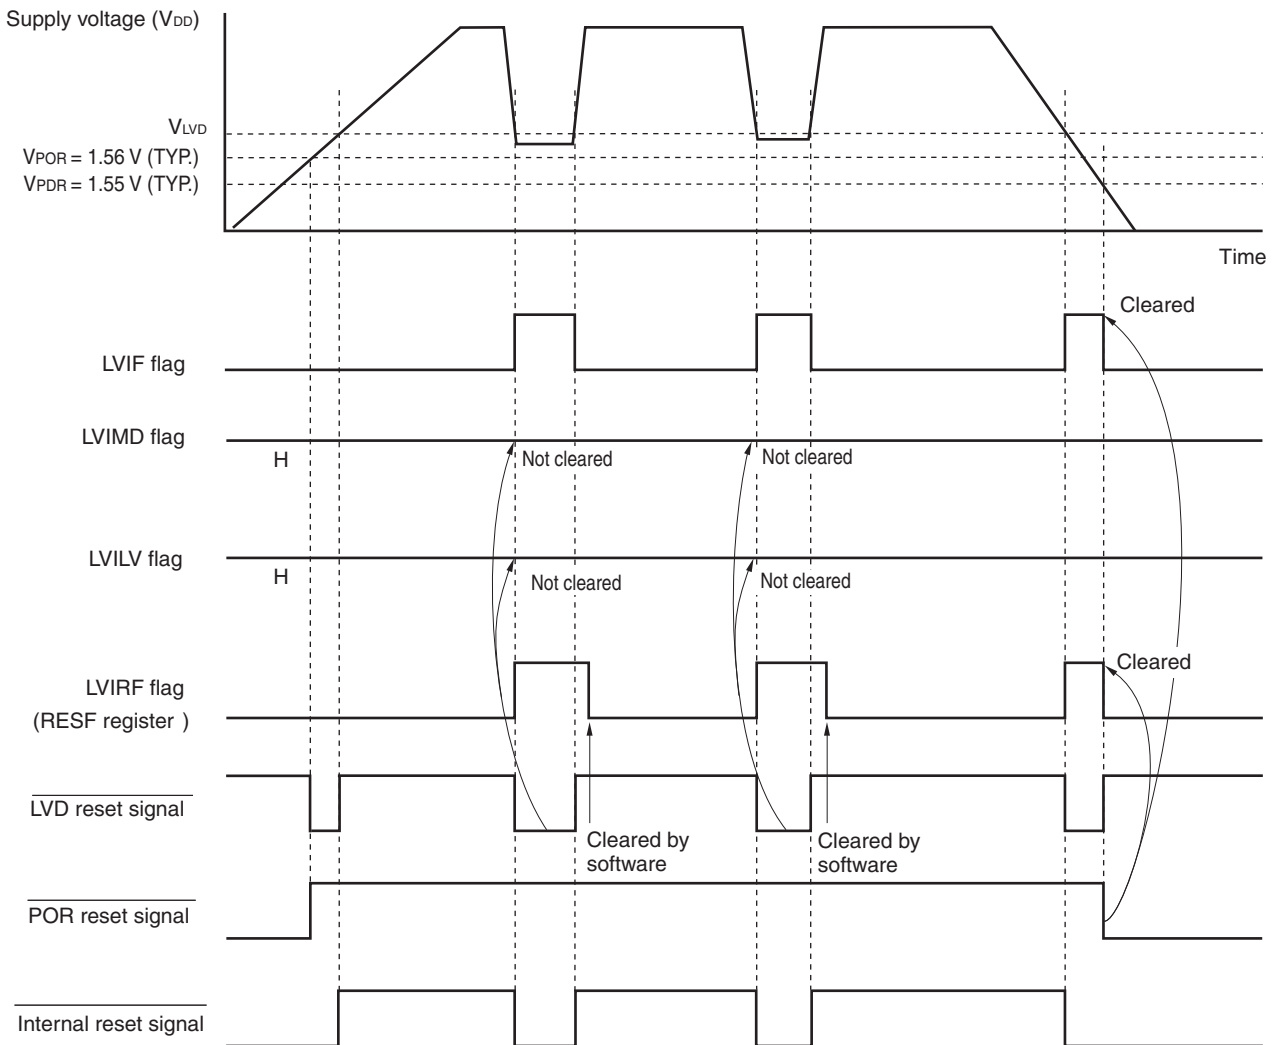 Supply voltage (VDD)
VLVD
VPOR = 1.56 V (TYP.)
VPDR = 1.55 V (TYP.)
Time
Cleared
LVIF flag
LVIMD flag
H
Not cleared
Not cleared
LVILV flag
H
Not cleared
Not cleared
Cleared
LVIRF flag
(RESF register )
LVD reset signal
Cleared by
software
Cleared by
software
POR reset signal
Internal reset signal